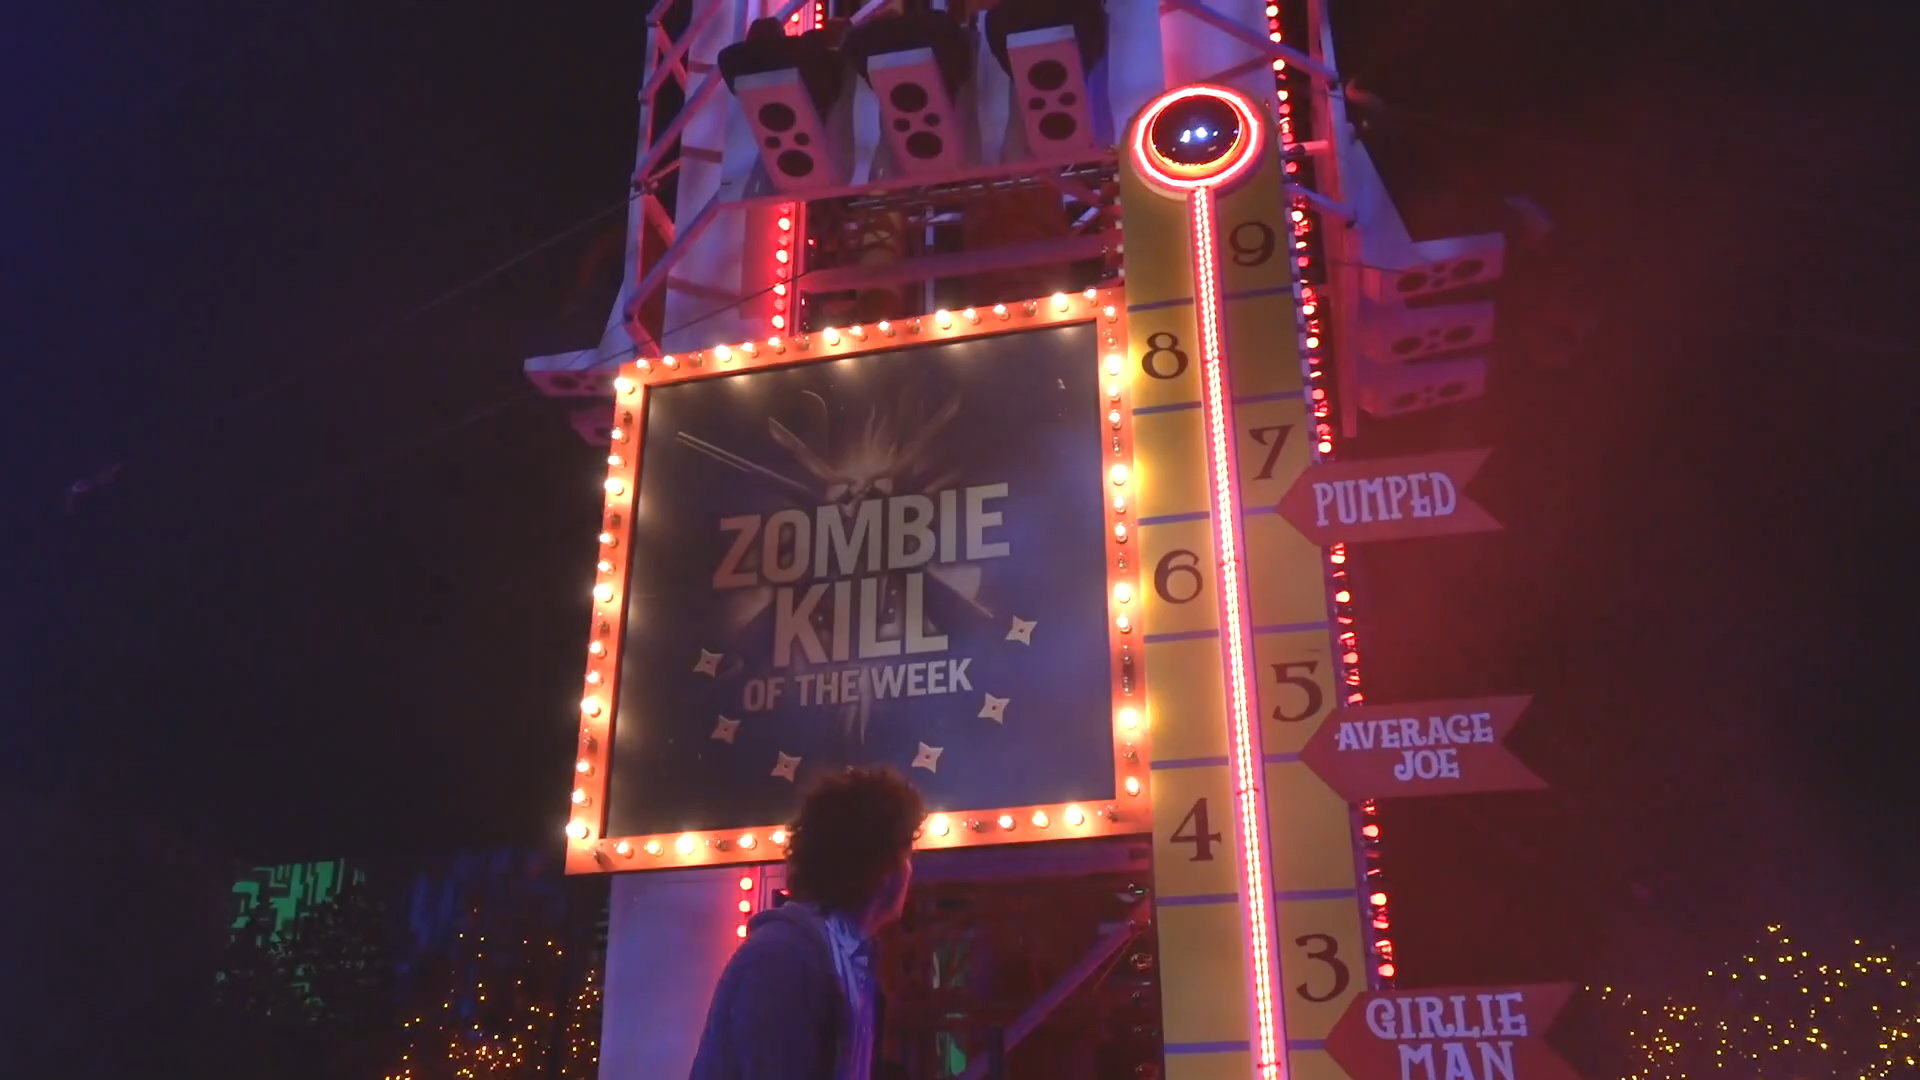 ZOMBIE
KILL
OF THE WEEK
9
8
7
PUMPED
6
5
AVERAGE
JOE
4
3
GIRLIE
MAN